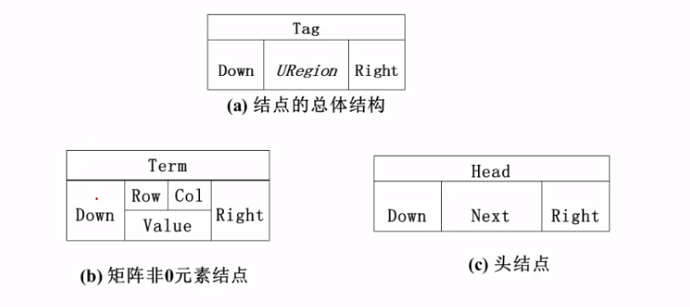 Tag
Down URegion Right
(a) 结点的总体结构
Term
Down Row Col Right
Value
(b) 矩阵非0元素结点
Head
Down Next Right
(c) 头结点